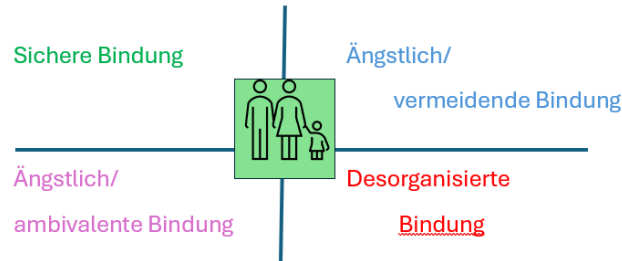 Sichere Bindung
Ängstlich/
vermeidende Bindung
Ängstlich/
ambivalente Bindung
Desorganisierte
Bindung